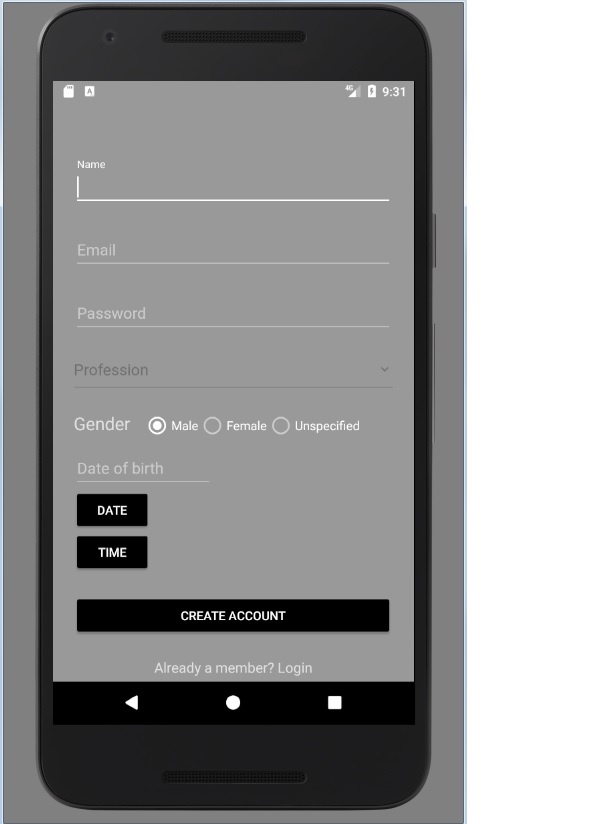 A 4G 9:31
Name
Email
Password
Profession
Gender Male Female Unspecified
Date of birth
DATE
TIME
CREATE ACCOUNT
Already a member? Login